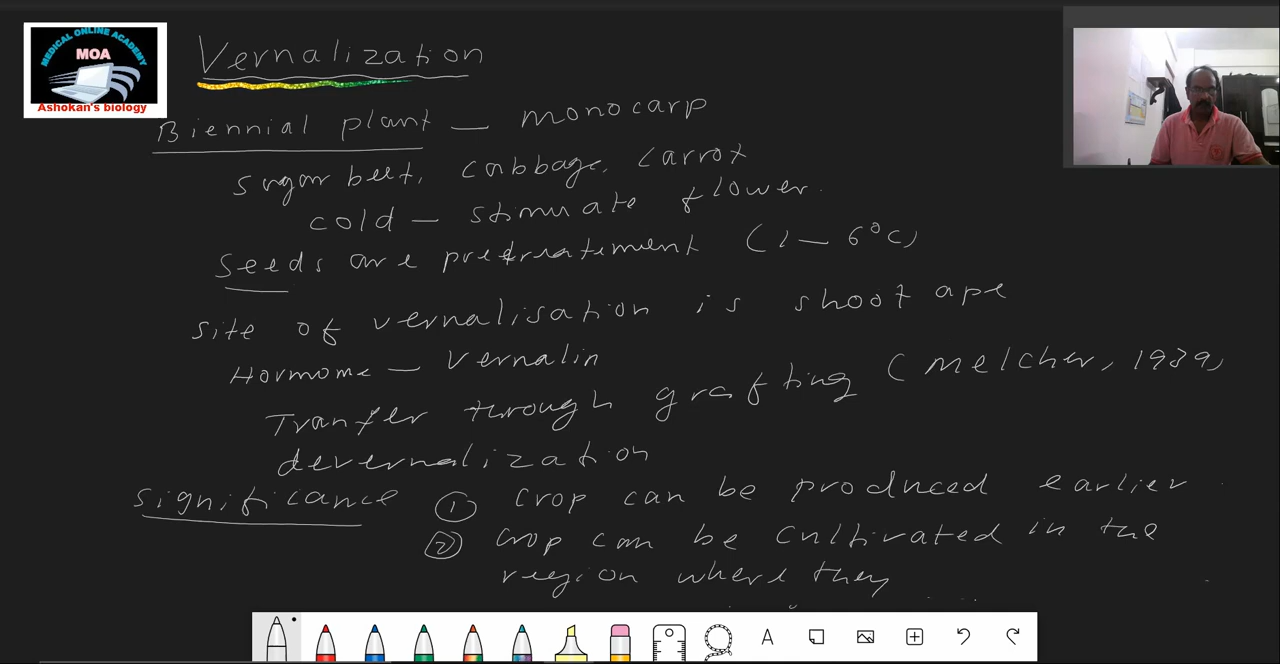 MEDICAL ONLINE ACADEMY
MOA
Ashokan's biology
Vernalization
Biennial plant — monocarp
Sugar beet, cabbage, carrot
cold — stimulate flower.
Seeds are pretreatement (1 — 6°C)
site of vernalisation is shoot ape
Hormome — Vernalin
Tranfer through grafting (Melcher, 1939)
devernalization
Significance ① crop can be produced earlier
② crop can be cultivated in the
region where they
A